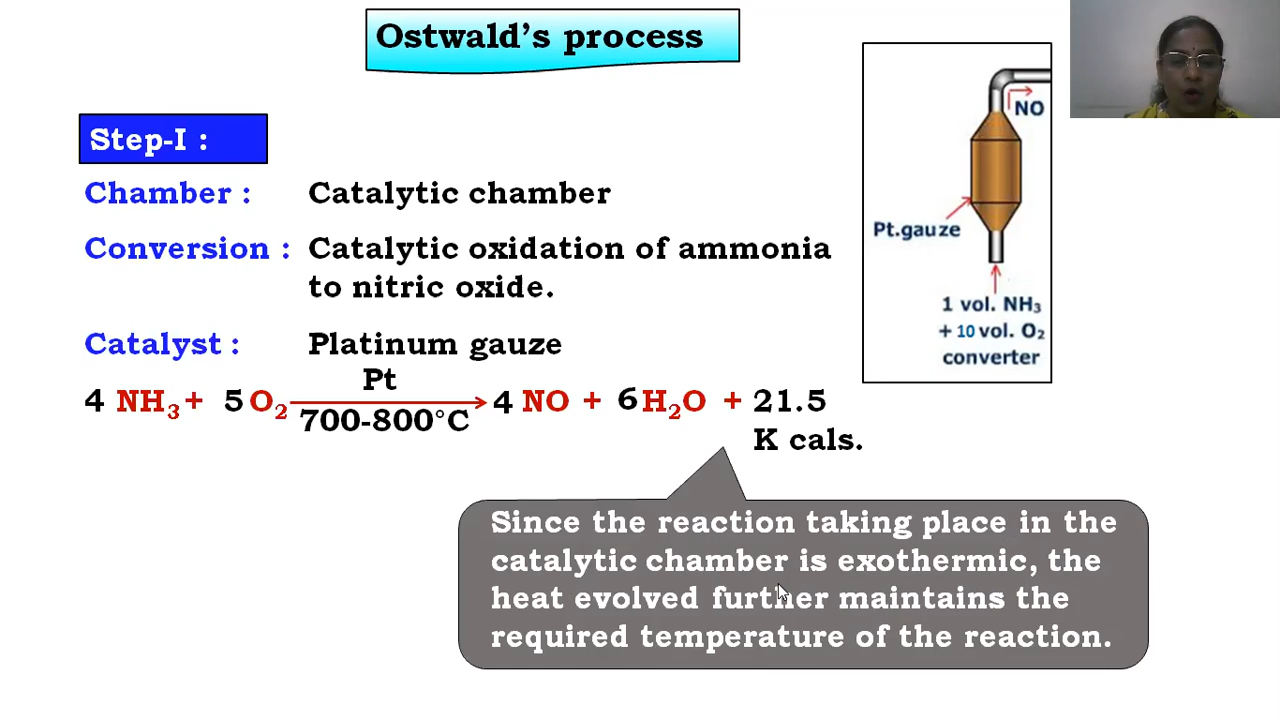 Ostwald's process
Step-I :
Chamber : Catalytic chamber
Conversion : Catalytic oxidation of ammonia
to nitric oxide.
Catalyst : Platinum gauze
Pt
4 NH₃ + 5 O₂ 4 NO + 6 H₂O + 21.5
700-800°C
K cals.
NO
Pt.gauze
1 vol. NH₃
+ 10 vol. O₂
converter
Since the reaction taking place in the
catalytic chamber is exothermic, the
heat evolved further maintains the
required temperature of the reaction.